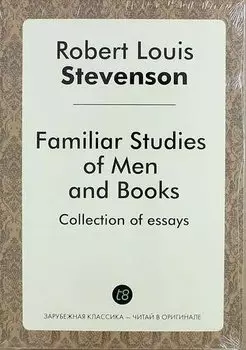 Robert Louis
Stevenson
Familiar Studies
of Men
and Books
Collection of essays
t8
ЗАРУБЕЖНАЯ КЛАССИКА – ЧИТАЙ В ОРИГИНАЛЕ